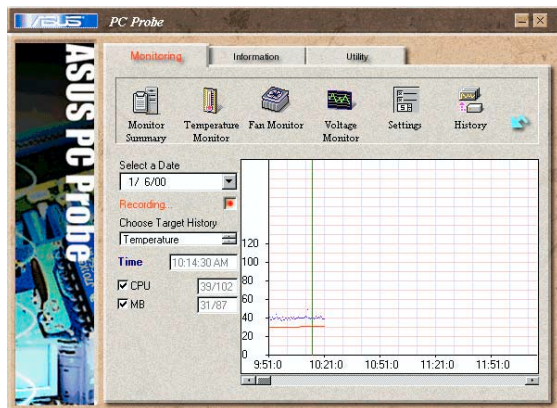 ASUS PC Probe
Monitoring Information Utility
Monitor Summary
Temperature Monitor
Fan Monitor
Voltage Monitor
Settings
History
ASUS PC Probe
Select a Date
1/ 6/00
Recording...
Choose Target History
Temperature
Time 10:14:30 AM
CPU 39/102
MB 31/87
120
100
80
60
40
20
0
9:51:0 10:21:0 10:51:0 11:21:0 11:51:0